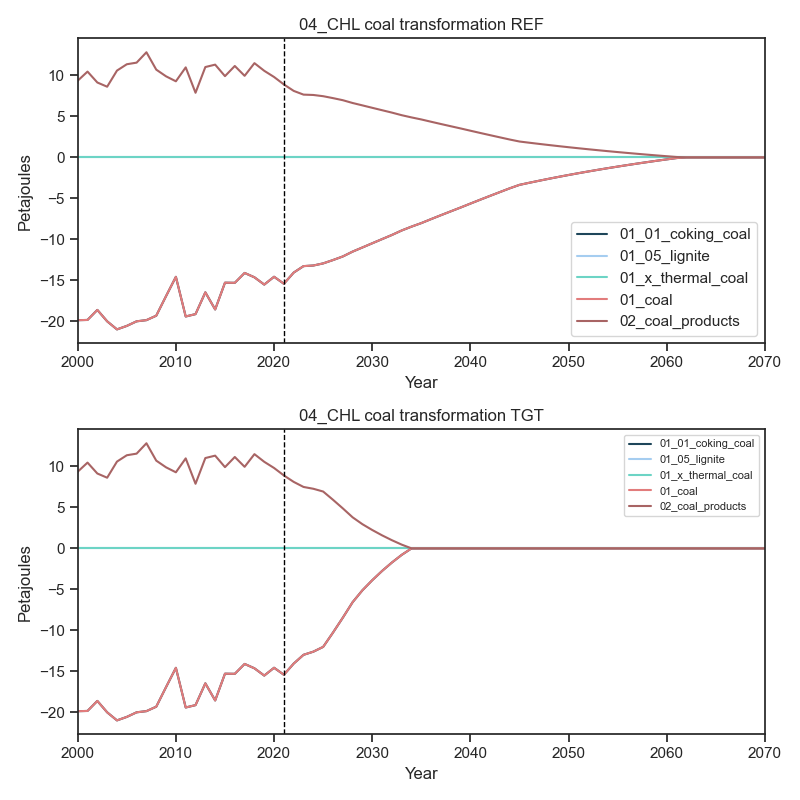 04_CHL coal transformation REF
Petajoules
10
5
0
−5
−10
−15
−20
01_01_coking_coal
01_05_lignite
01_x_thermal_coal
01_coal
02_coal_products
2000 2010 2020 2030 2040 2050 2060 2070
Year
04_CHL coal transformation TGT
Petajoules
10
5
0
−5
−10
−15
−20
01_01_coking_coal
01_05_lignite
01_x_thermal_coal
01_coal
02_coal_products
2000 2010 2020 2030 2040 2050 2060 2070
Year